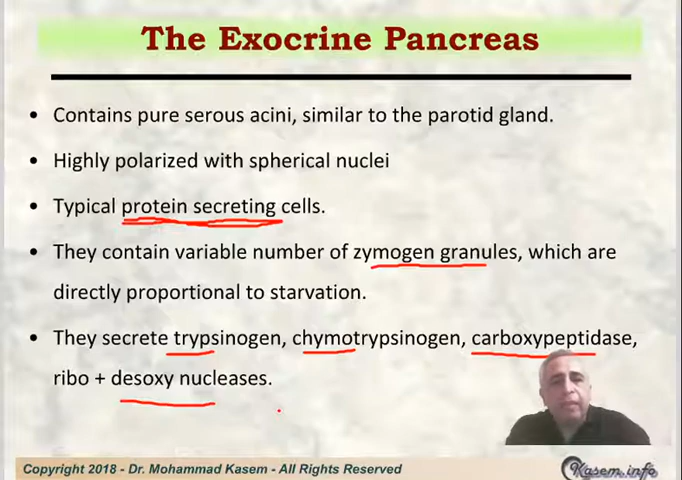 The Exocrine Pancreas
• Contains pure serous acini, similar to the parotid gland.
• Highly polarized with spherical nuclei
• Typical protein secreting cells.
• They contain variable number of zymogen granules, which are
directly proportional to starvation.
• They secrete trypsinogen, chymotrypsinogen, carboxypeptidase,
ribo + desoxy nucleases.
Copyright 2018 - Dr. Mohammad Kasem - All Rights Reserved
Kasem.info